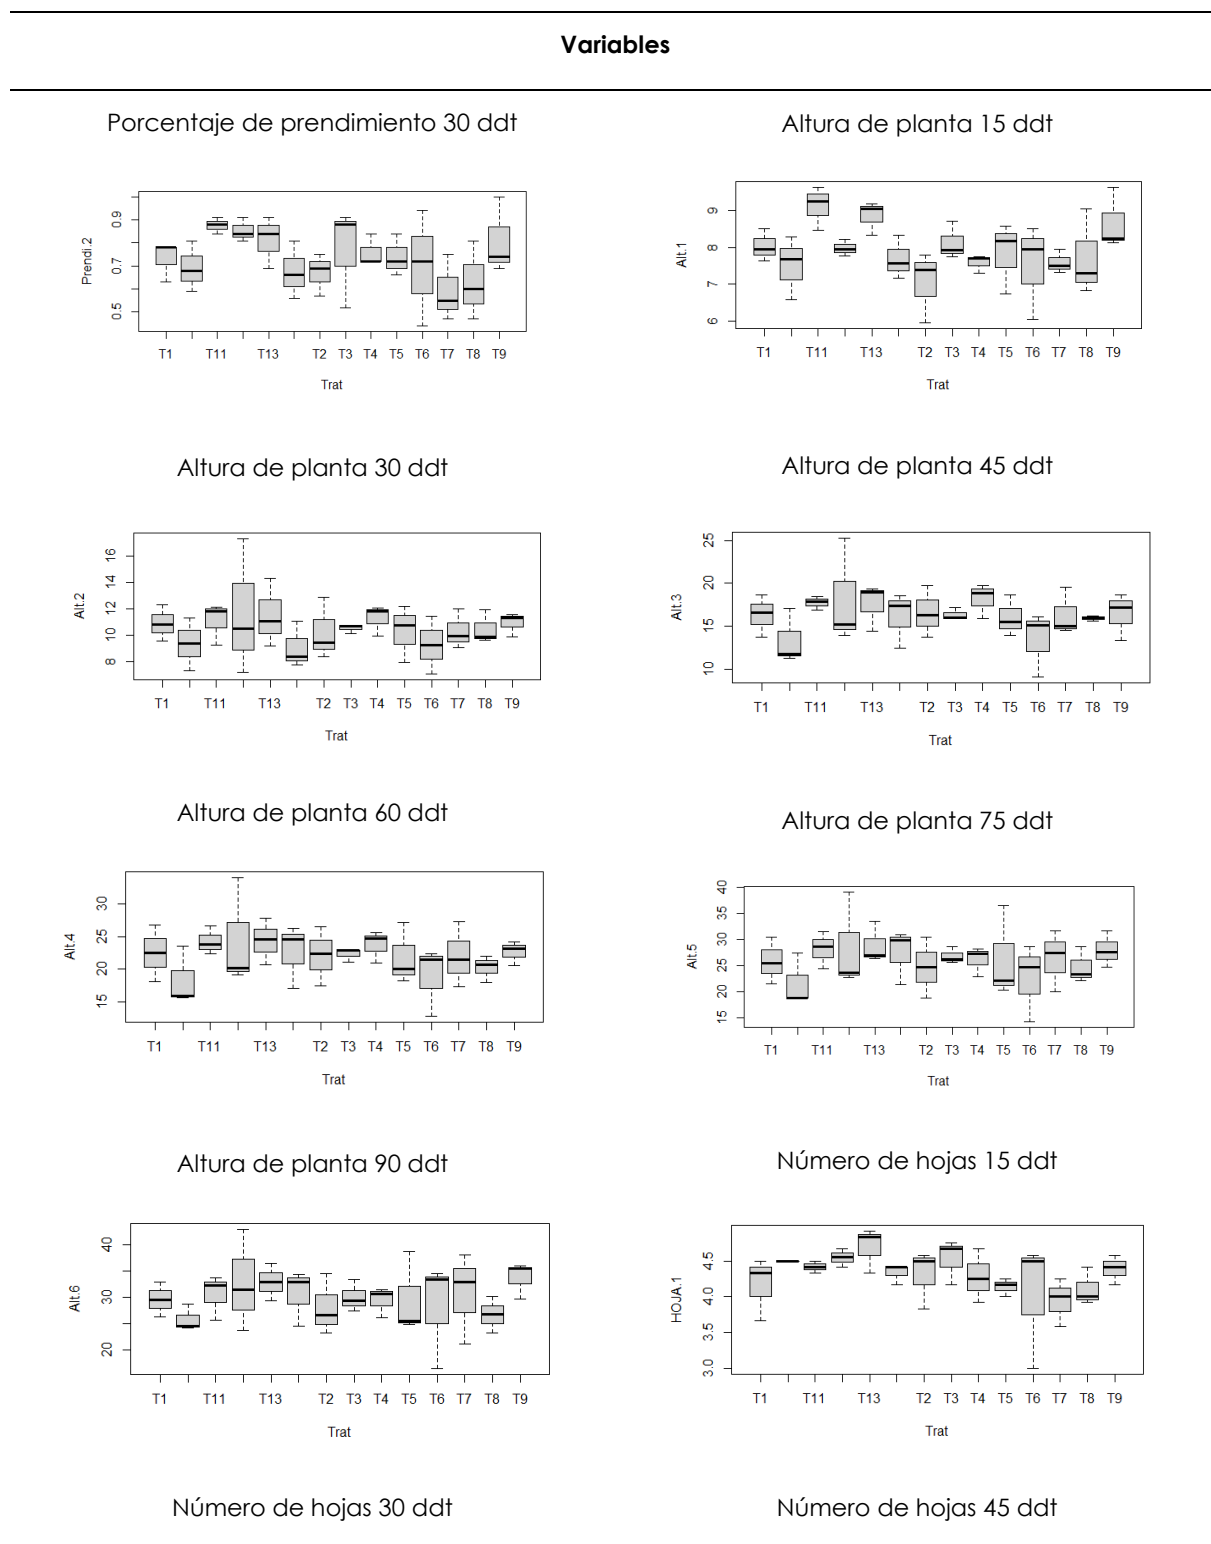 Variables
Porcentaje de prendimiento 30 ddt
Altura de planta 15 ddt
Prendi.2
0.5 0.7 0.9
T1 T11 T13 T2 T3 T4 T5 T6 T7 T8 T9
Trat
Alt.1
6 7 8 9
T1 T11 T13 T2 T3 T4 T5 T6 T7 T8 T9
Trat
Altura de planta 30 ddt
Altura de planta 45 ddt
Alt.2
8 10 12 14 16
T1 T11 T13 T2 T3 T4 T5 T6 T7 T8 T9
Trat
Alt.3
10 15 20 25
T1 T11 T13 T2 T3 T4 T5 T6 T7 T8 T9
Trat
Altura de planta 60 ddt
Altura de planta 75 ddt
Alt.4
15 20 25 30
T1 T11 T13 T2 T3 T4 T5 T6 T7 T8 T9
Trat
Alt.5
15 20 25 30 35 40
T1 T11 T13 T2 T3 T4 T5 T6 T7 T8 T9
Trat
Altura de planta 90 ddt
Número de hojas 15 ddt
Alt.6
20 30 40
T1 T11 T13 T2 T3 T4 T5 T6 T7 T8 T9
Trat
HOJA.1
3.0 3.5 4.0 4.5
T1 T11 T13 T2 T3 T4 T5 T6 T7 T8 T9
Trat
Número de hojas 30 ddt
Número de hojas 45 ddt